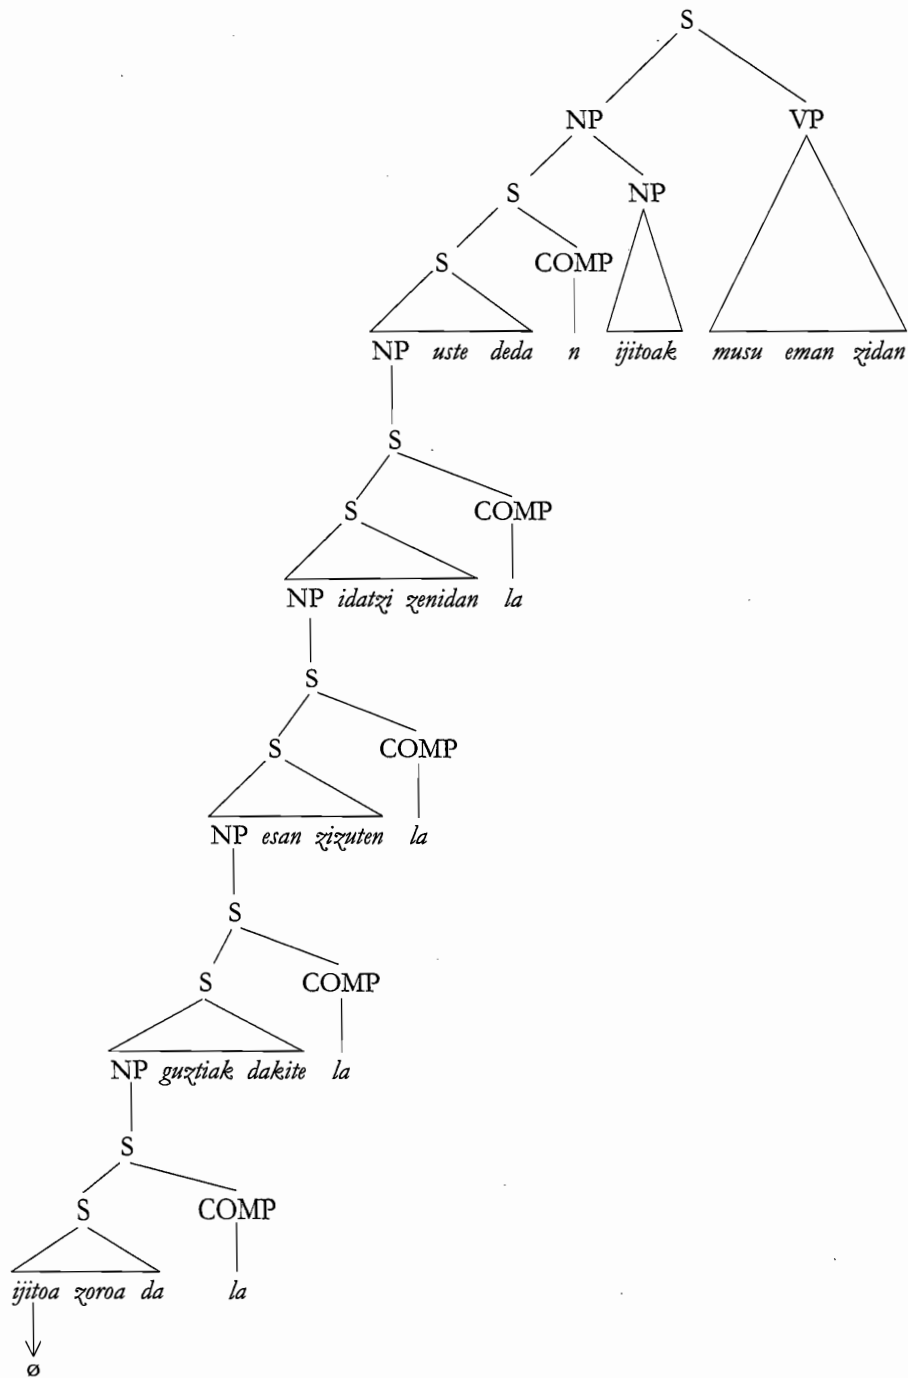 S
NP VP
S NP
S COMP
NP uste deda n ijitoak musu eman zidan
S
S COMP
NP idatzi zenidan la
S
S COMP
NP esan zizuten la
S
S COMP
NP guztiak dakite la
S
S COMP
ijitoa zoroa da la
ø